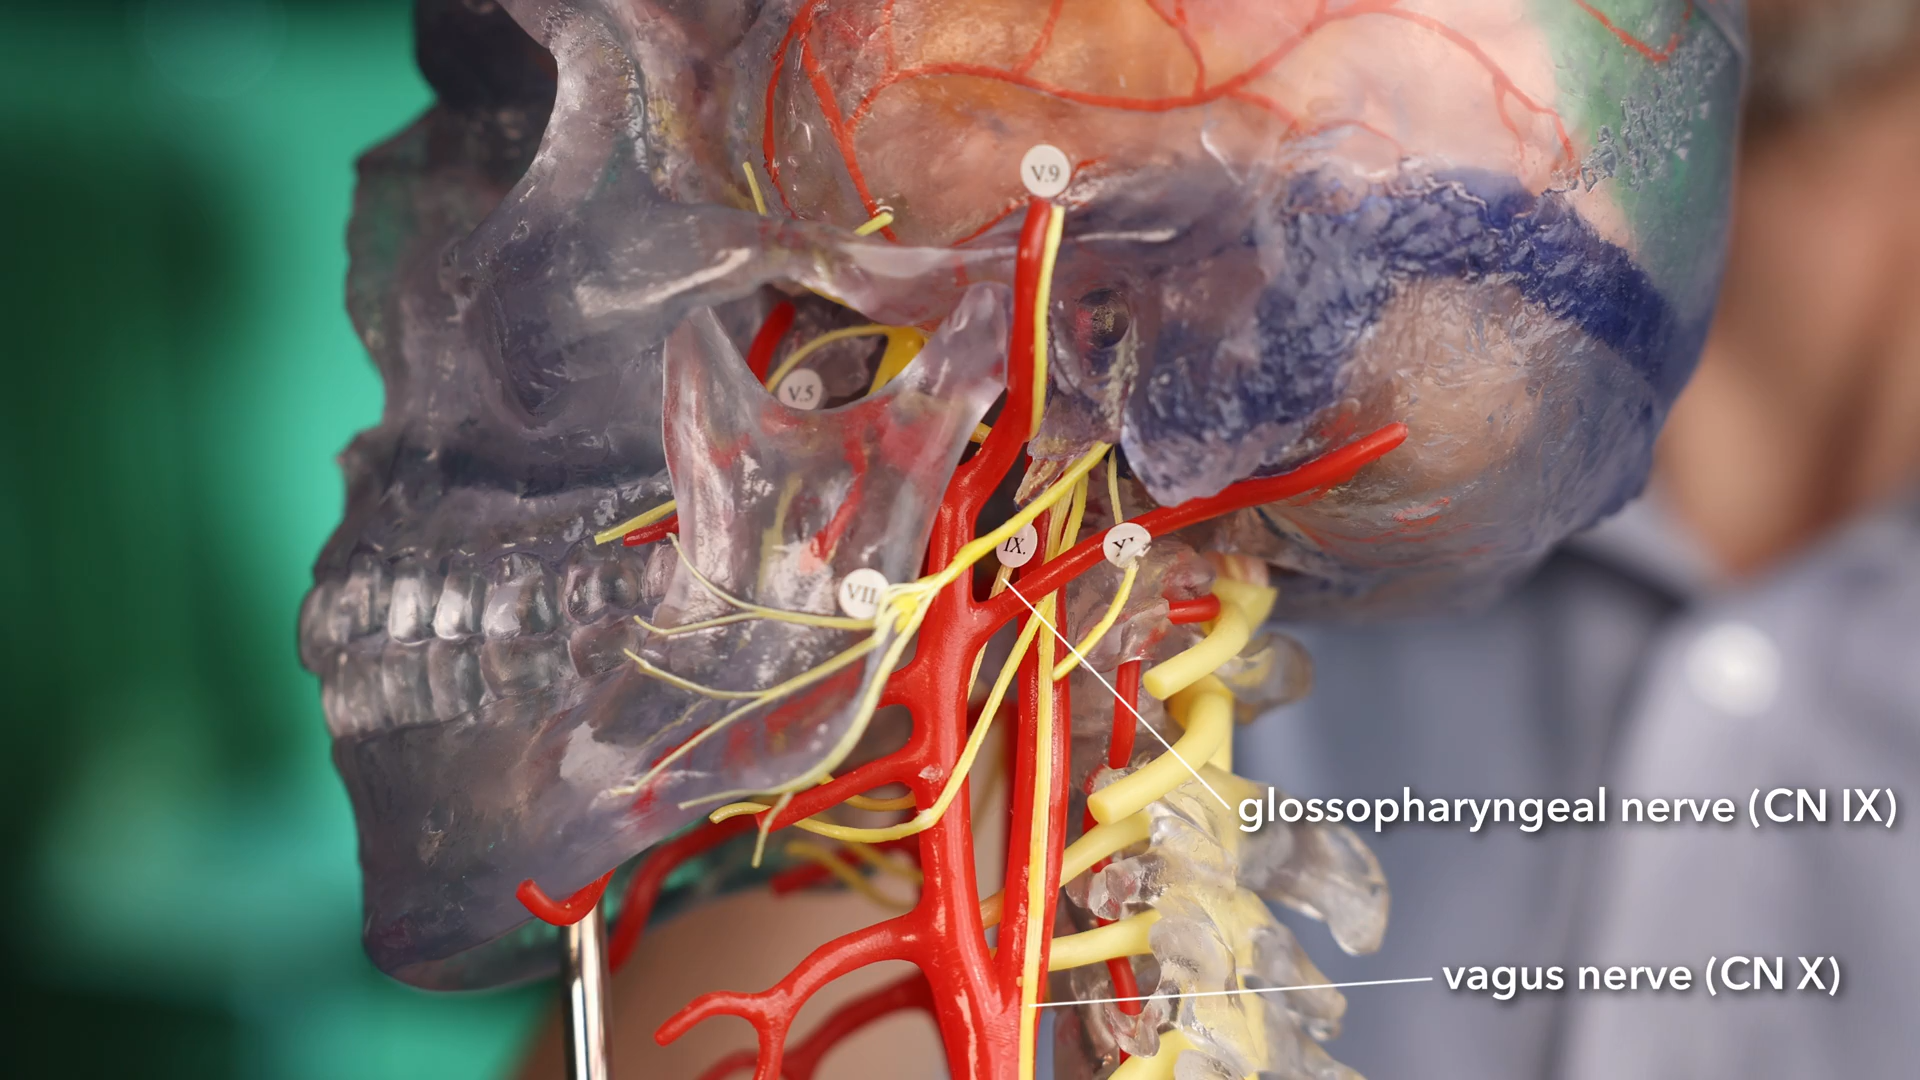 V.9
V.5
IX.
VII.
glossopharyngeal nerve (CN IX)
vagus nerve (CN X)